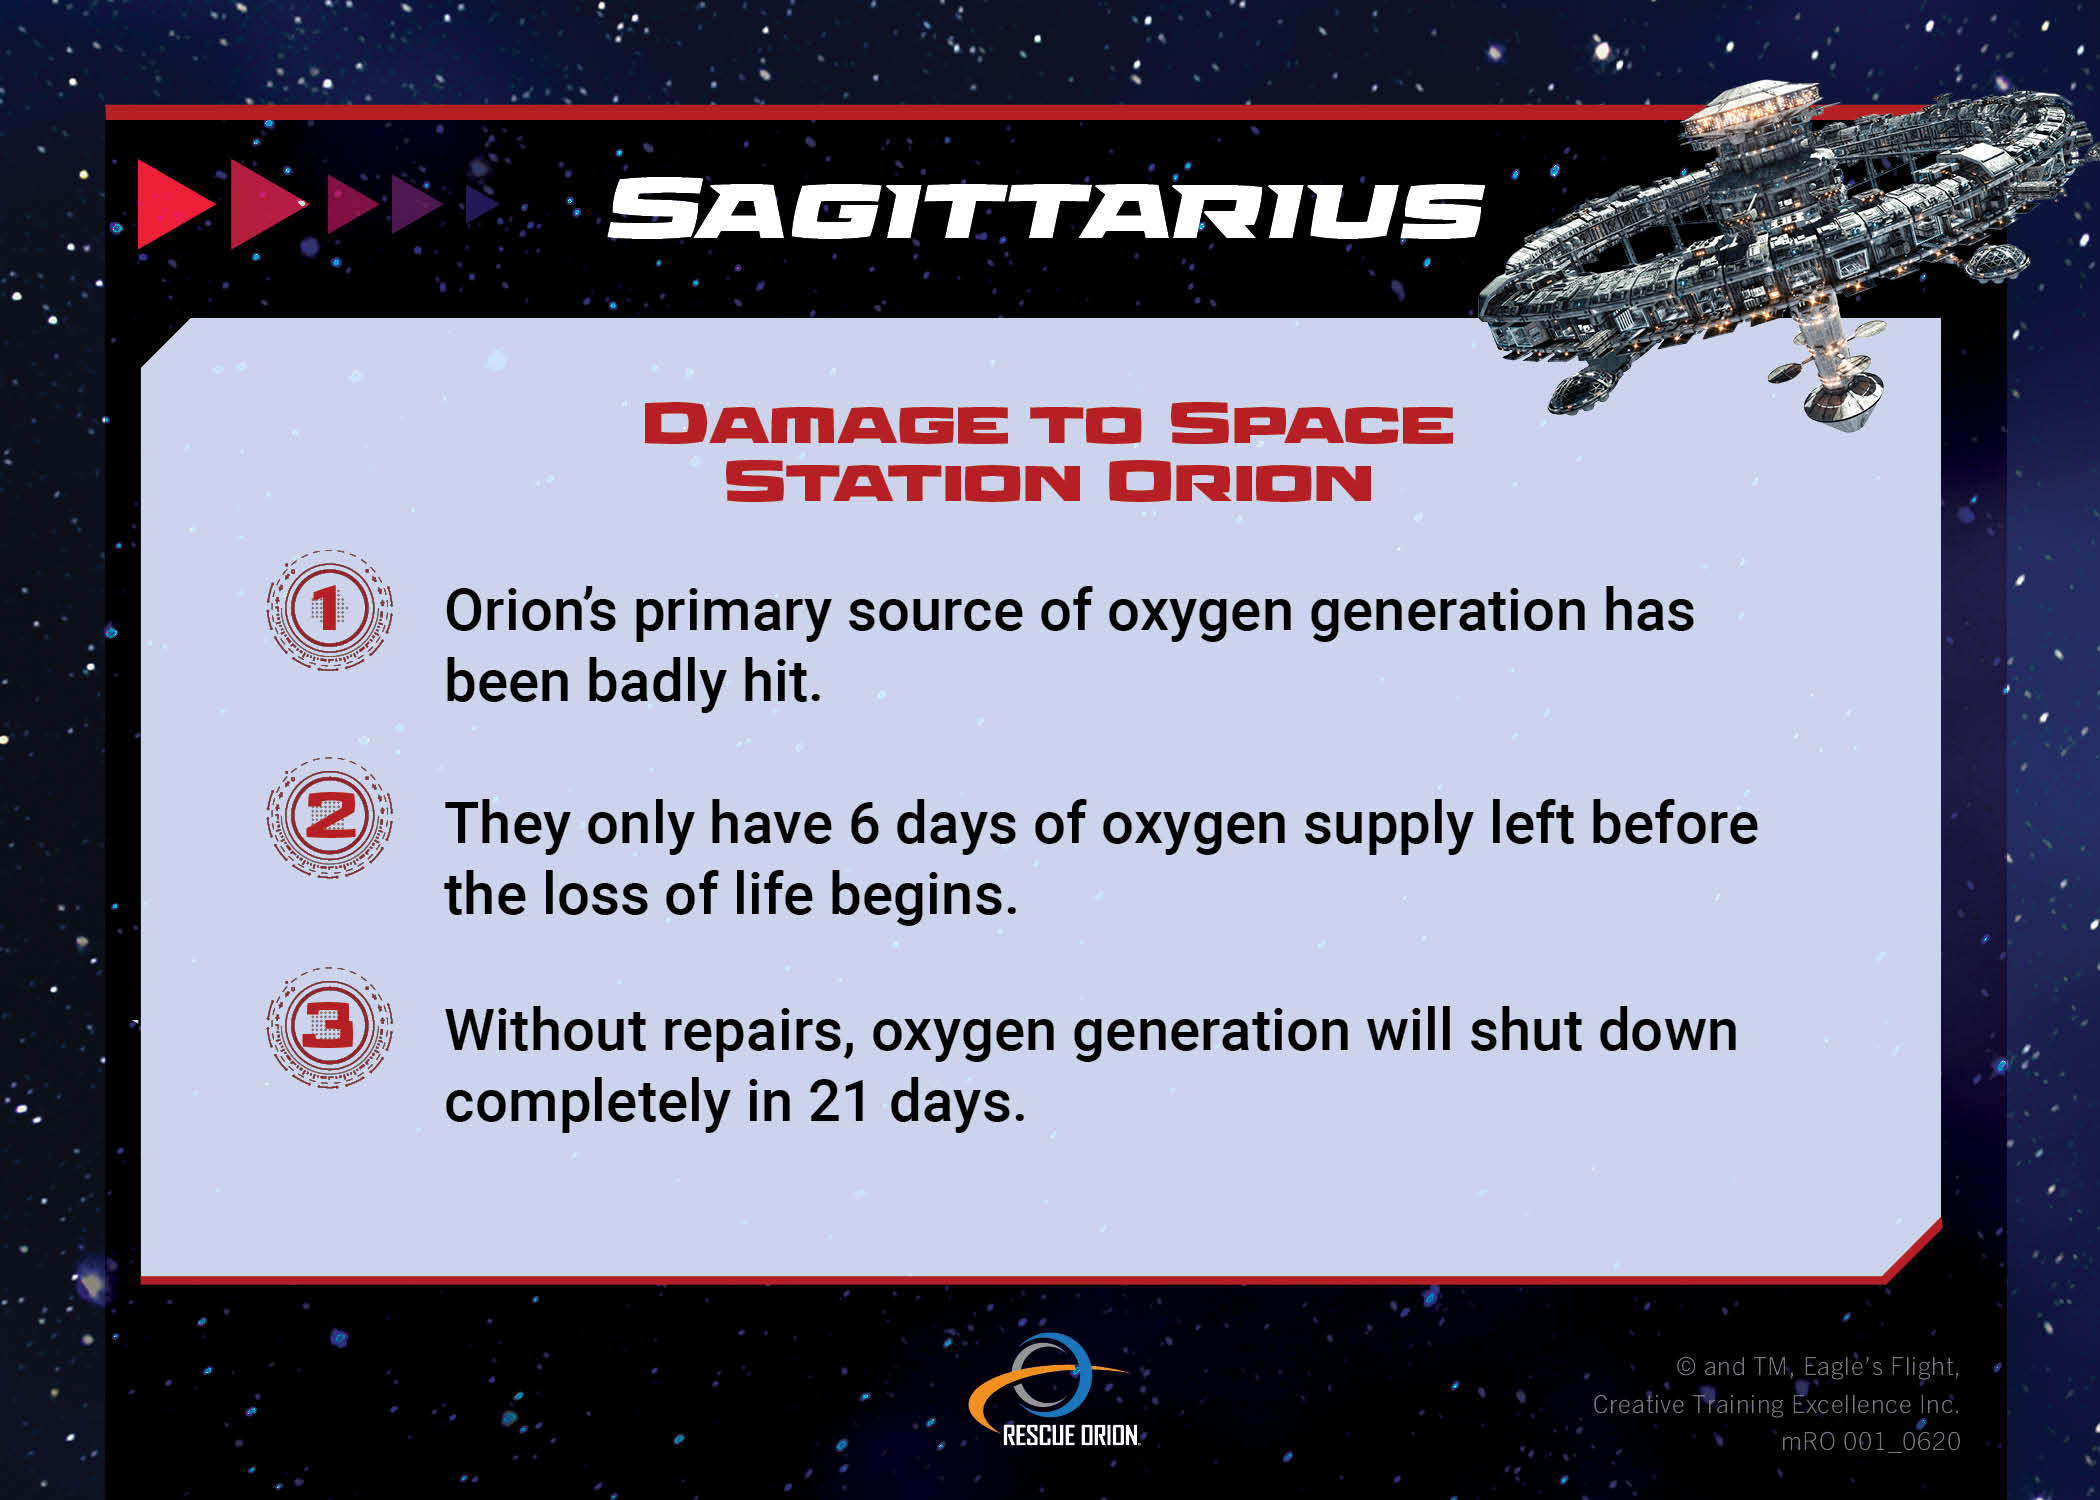 SAGITTARIUS
DAMAGE TO SPACE
STATION ORION
1
Orion’s primary source of oxygen generation has
been badly hit.
2
They only have 6 days of oxygen supply left before
the loss of life begins.
3
Without repairs, oxygen generation will shut down
completely in 21 days.
RESCUE ORION
© and TM, Eagle’s Flight,
Creative Training Excellence Inc.
mRO 001_0620